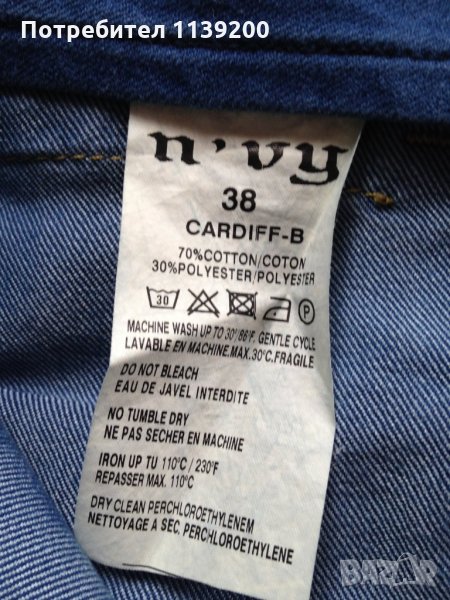 Потребител 1139200
n'vy
38
CARDIFF-B
70%COTTON/COTON
30%POLYESTER/POLYESTER
30 P
MACHINE WASH UP TO 30°/86°F. GENTLE CYCLE
LAVABLE EN MACHINE.MAX.30°C.FRAGILE
DO NOT BLEACH
EAU DE JAVEL INTERDITE
NO TUMBLE DRY
NE PAS SECHER EN MACHINE
IRON UP TU 110°C / 230°F
REPASSER MAX. 110°C
DRY CLEAN PERCHLOROETHYLENEM
NETTOYAGE A SEC, PERCHLOROETHYLENE
BAZAR